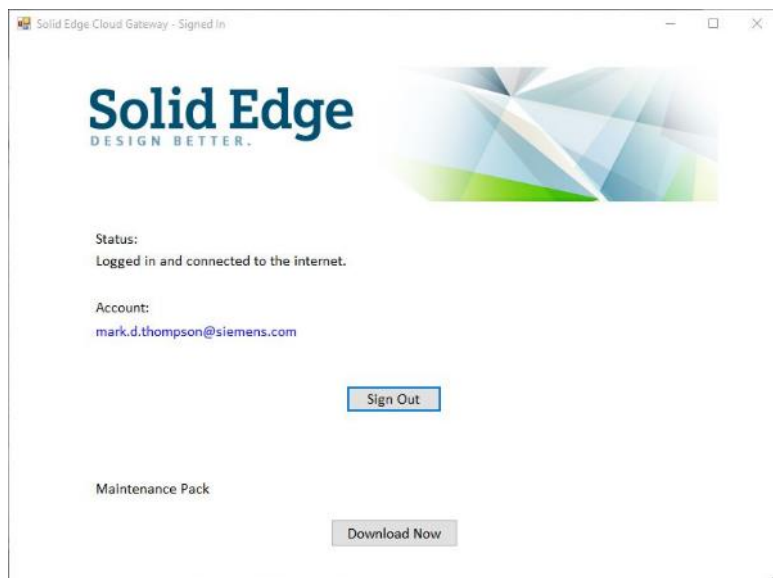 Solid Edge Cloud Gateway - Signed In
Solid Edge
DESIGN BETTER.
Status:
Logged in and connected to the internet.
Account:
mark.d.thompson@siemens.com
Sign Out
Maintenance Pack
Download Now